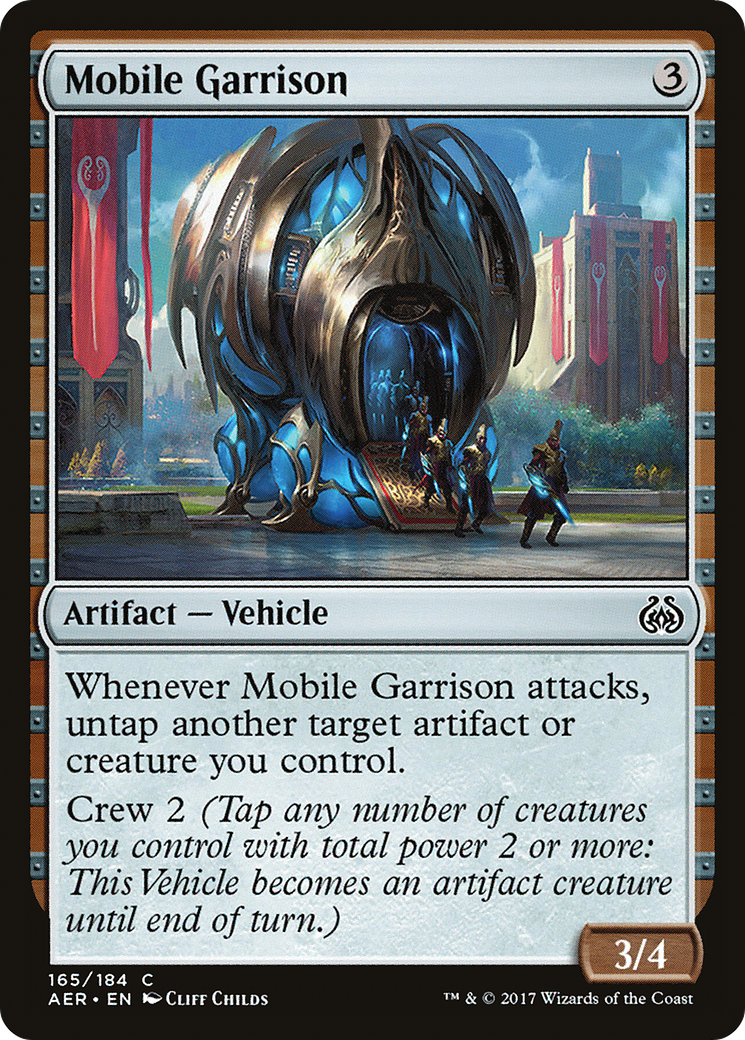 Mobile Garrison 3
Artifact — Vehicle
Whenever Mobile Garrison attacks,
untap another target artifact or
creature you control.
Crew 2 (Tap any number of creatures
you control with total power 2 or more:
This Vehicle becomes an artifact creature
until end of turn.)
3/4
165/184 C
AER • EN Cliff Childs
™ & © 2017 Wizards of the Coast